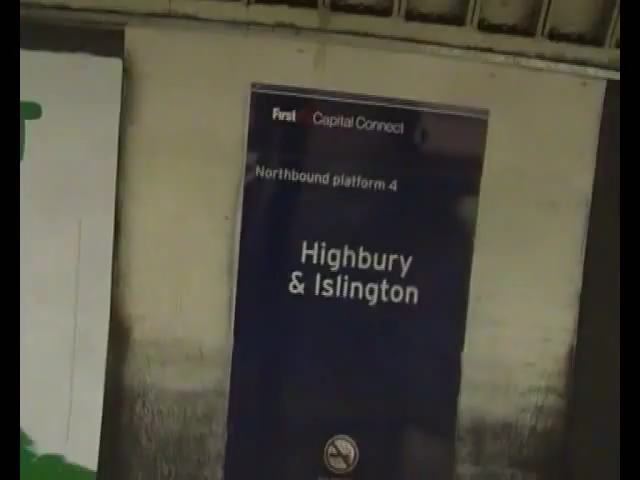 First Capital Connect
Northbound platform 4
Highbury
& Islington